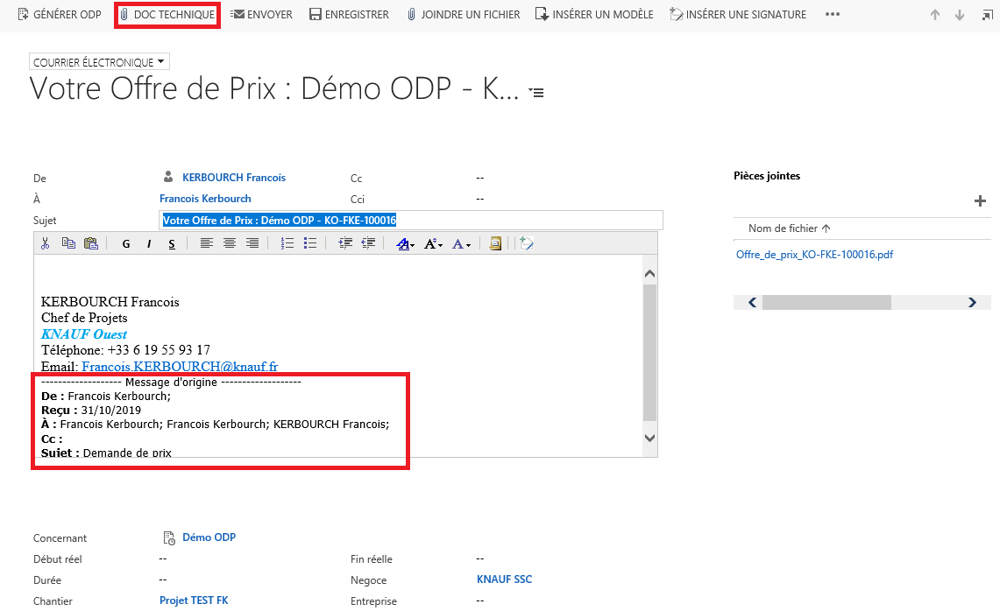 GÉNÉRER ODP DOC TECHNIQUE ENVOYER ENREGISTRER JOINDRE UN FICHIER INSÉRER UN MODÈLE INSÉRER UNE SIGNATURE •••
COURRIER ÉLECTRONIQUE
Votre Offre de Prix : Démo ODP - K...
De KERBOURCH Francois Cc --
À Francois Kerbourch Cci --
Sujet Votre Offre de Prix : Démo ODP - KO-FKE-100016
G I S A A A
KERBOURCH Francois
Chef de Projets
KNAUF Ouest
Téléphone: +33 6 19 55 93 17
Email: Francois.KERBOURCH@knauf.fr
------------------- Message d'origine -------------------
De : Francois Kerbourch;
Reçu : 31/10/2019
À : Francois Kerbourch; Francois Kerbourch; KERBOURCH Francois;
Cc :
Sujet : Demande de prix
Pièces jointes
Nom de fichier ↑
Offre_de_prix_KO-FKE-100016.pdf
Concernant Démo ODP
Début réel -- Fin réelle --
Durée -- Negoce KNAUF SSC
Chantier Projet TEST FK Entreprise --